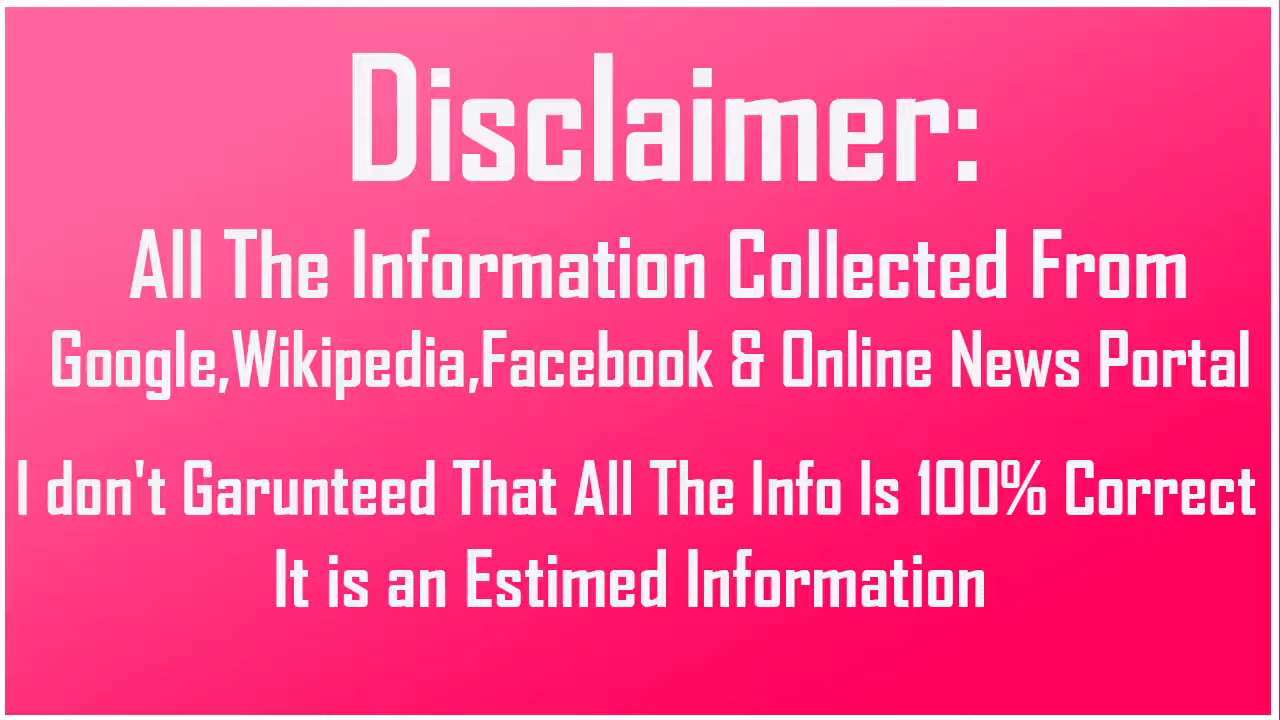 Disclaimer:
All The Information Collected From
Google,Wikipedia,Facebook & Online News Portal
I don't Garunteed That All The Info Is 100% Correct
It is an Estimed Information